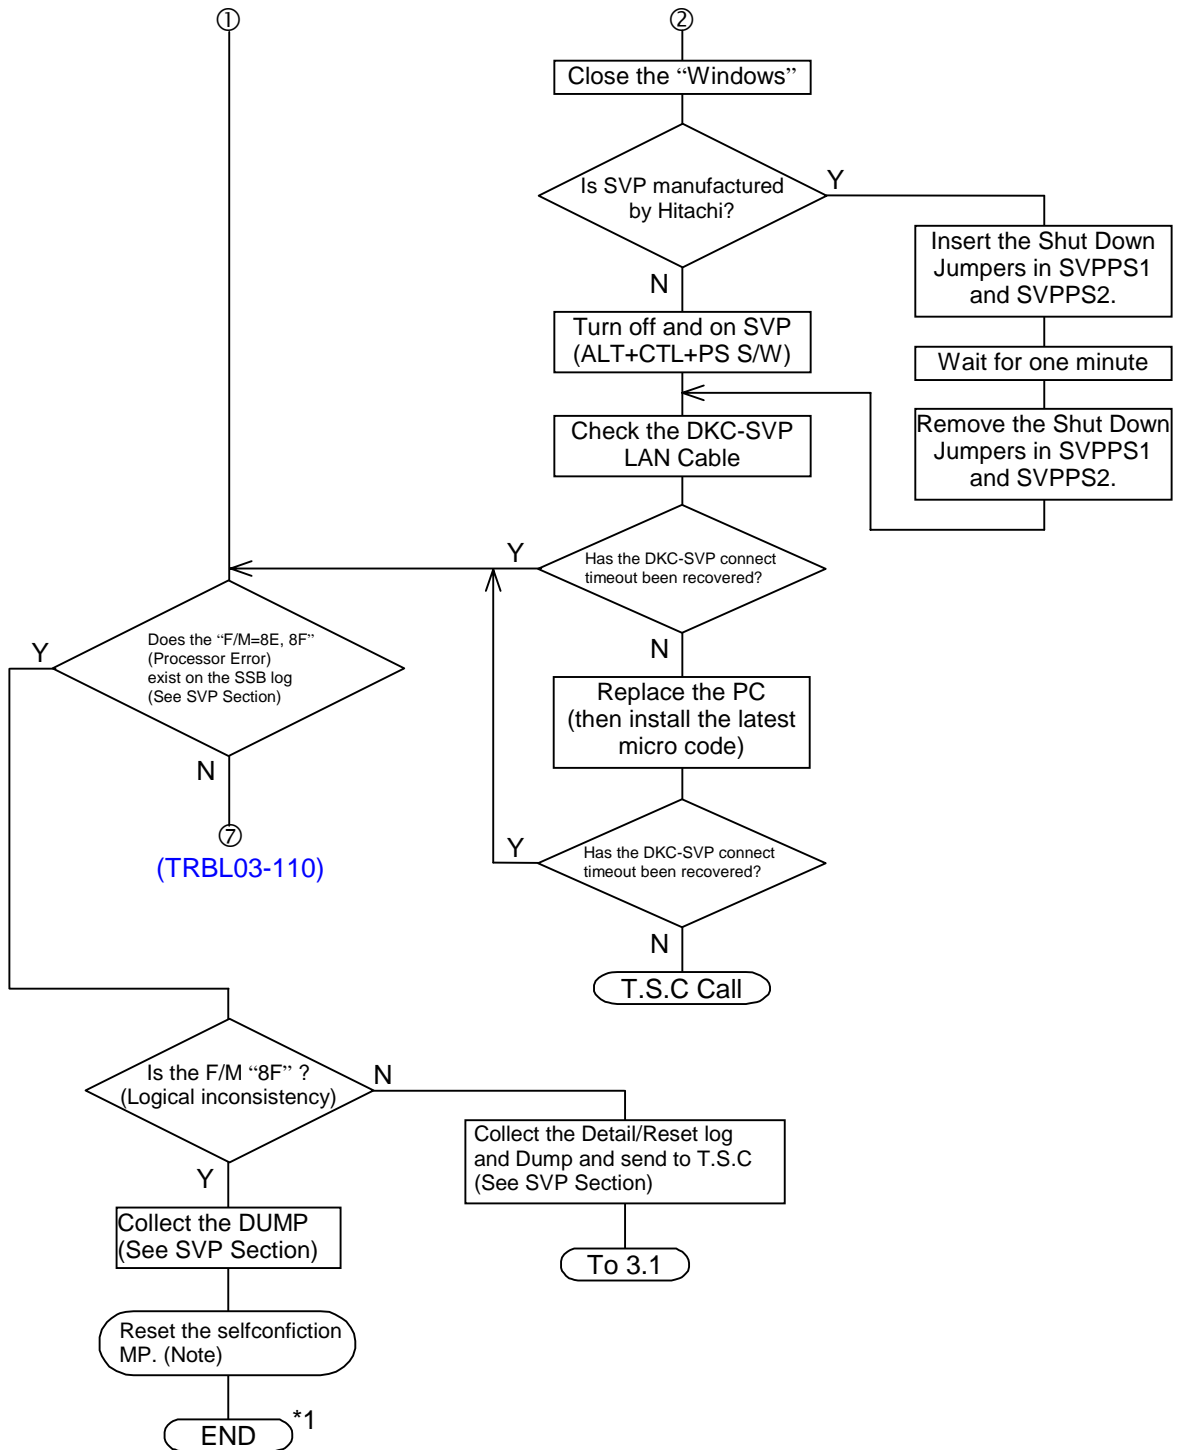 ①
②
Close the “Windows”
Is SVP manufactured
by Hitachi?
Y
N
Insert the Shut Down
Jumpers in SVPPS1
and SVPPS2.
Turn off and on SVP
(ALT+CTL+PS S/W)
Wait for one minute
Remove the Shut Down
Jumpers in SVPPS1
and SVPPS2.
Check the DKC-SVP
LAN Cable
Has the DKC-SVP connect
timeout been recovered?
Y
N
Replace the PC
(then install the latest
micro code)
Has the DKC-SVP connect
timeout been recovered?
Y
N
T.S.C Call
Does the “F/M=8E, 8F”
(Processor Error)
exist on the SSB log
(See SVP Section)
Y
N
⑦
(TRBL03-110)
Is the F/M “8F” ?
(Logical inconsistency)
N
Y
Collect the Detail/Reset log
and Dump and send to T.S.C
(See SVP Section)
To 3.1
Collect the DUMP
(See SVP Section)
Reset the selfconfiction
MP. (Note)
END
*1